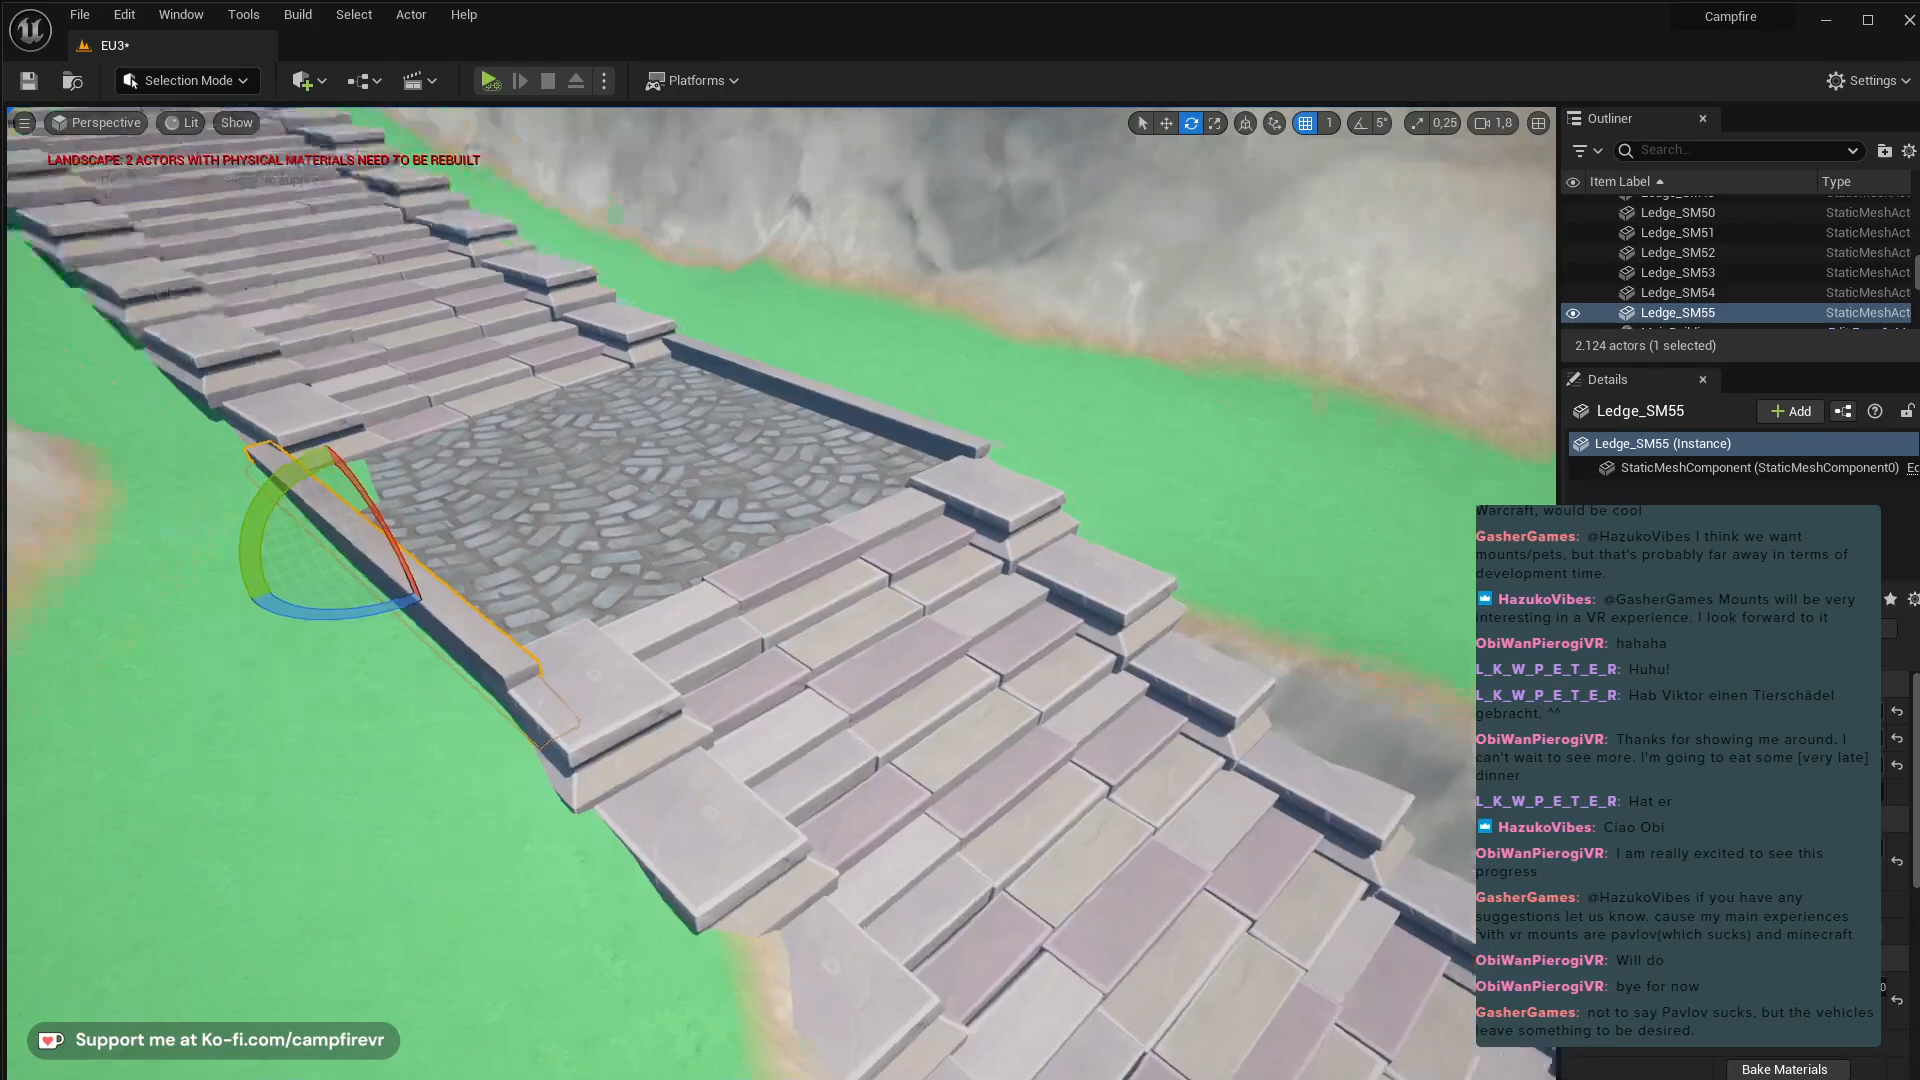 File Edit Window Tools Build Select Actor Help
Campfire
EU3*
Selection Mode
Platforms
Settings
Perspective Lit Show
1 5° 0,25 1,8
LANDSCAPE: 2 ACTORS WITH PHYSICAL MATERIALS NEED TO BE REBUILT
Outliner
Search...
Item Label Type
Ledge_SM50 StaticMeshAct
Ledge_SM51 StaticMeshAct
Ledge_SM52 StaticMeshAct
Ledge_SM53 StaticMeshAct
Ledge_SM54 StaticMeshAct
Ledge_SM55 StaticMeshAct
2.124 actors (1 selected)
Details
Ledge_SM55
Add
Ledge_SM55 (Instance)
StaticMeshComponent (StaticMeshComponent0) Ec
Warcraft, would be cool
GasherGames: @HazukoVibes I think we want
mounts/pets, but that's probably far away in terms of
development time.
HazukoVibes: @GasherGames Mounts will be very
interesting in a VR experience. I look forward to it
ObiWanPierogiVR: hahaha
L_K_W_P_E_T_E_R: Huhu!
L_K_W_P_E_T_E_R: Hab Viktor einen Tierschädel
gebracht. ^^
ObiWanPierogiVR: Thanks for showing me around. I
can't wait to see more. I'm going to eat some [very late]
dinner
L_K_W_P_E_T_E_R: Hat er
HazukoVibes: Ciao Obi
ObiWanPierogiVR: I am really excited to see this
progress
GasherGames: @HazukoVibes if you have any
suggestions let us know. cause my main experiences
with vr mounts are pavlov(which sucks) and minecraft
ObiWanPierogiVR: Will do
ObiWanPierogiVR: bye for now
GasherGames: not to say Pavlov sucks, but the vehicles
leave something to be desired.
Support me at Ko-fi.com/campfirevr
Bake Materials